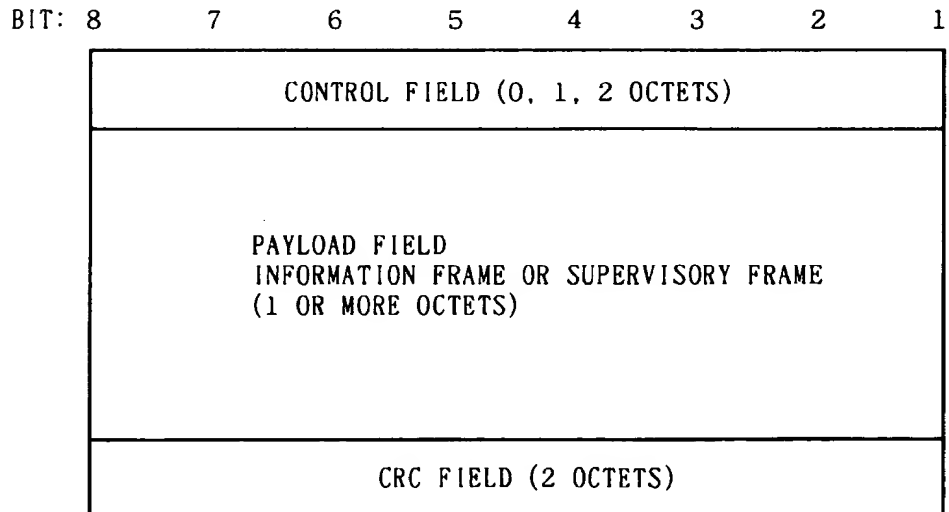 BIT: 8 7 6 5 4 3 2 1
CONTROL FIELD (0, 1, 2 OCTETS)
PAYLOAD FIELD
INFORMATION FRAME OR SUPERVISORY FRAME
(1 OR MORE OCTETS)
CRC FIELD (2 OCTETS)